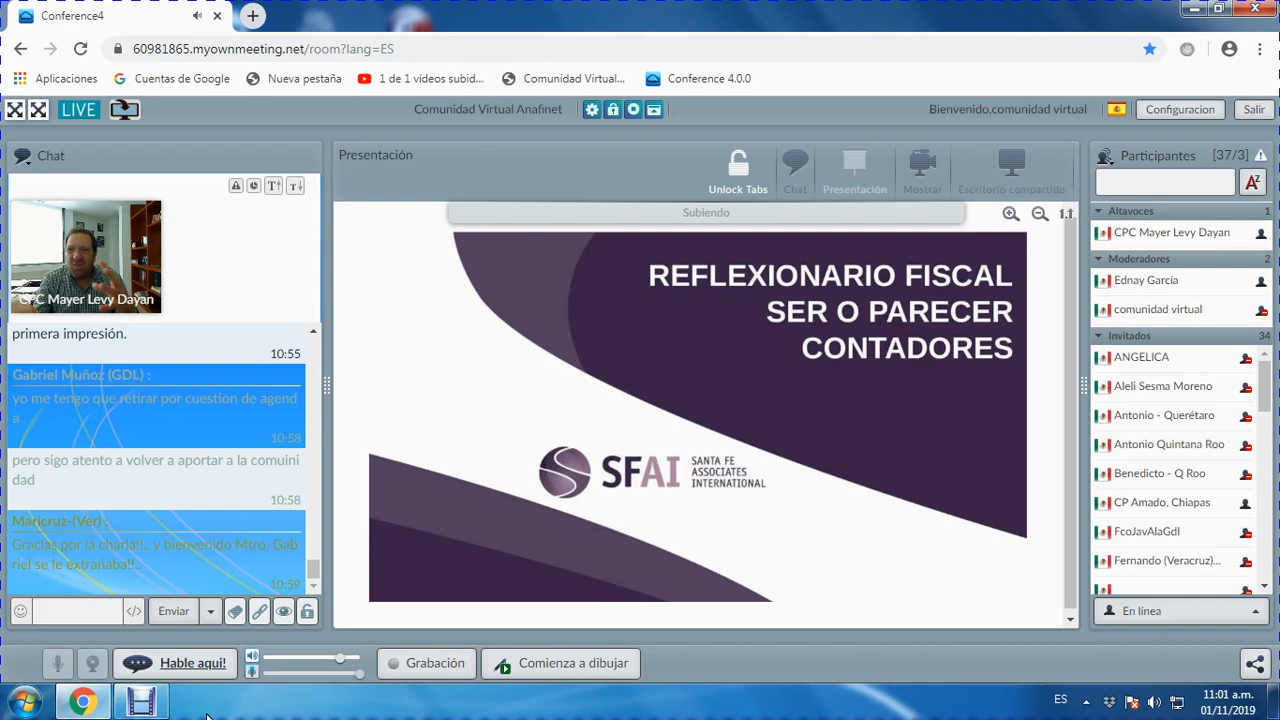 Conference4
60981865.myownmeeting.net/room?lang=ES
Aplicaciones
Cuentas de Google
Nueva pestaña
1 de 1 vídeos subid...
Comunidad Virtual...
Conference 4.0.0
LIVE
Comunidad Virtual Anafinet
Bienvenido,comunidad virtual
Configuracion
Salir
Chat
CPC Mayer Levy Dayan
primera impresión.
10:55
Gabriel Muñoz (GDL) :
yo me tengo que retirar por cuestion de agend
a
10:58
pero sigo atento a volver a aportar a la comuini
dad
10:58
Maricruz-(Ver) :
Gracias por la charla!!.. y bienvenido Mtro, Gab
riel se le extrañaba!!..
10:59
Enviar
Presentación
Unlock Tabs
Chat
Presentación
Mostrar
Escritorio compartido
Subiendo
1:1
REFLEXIONARIO FISCAL
SER O PARECER
CONTADORES
SFAI
SANTA FE
ASSOCIATES
INTERNATIONAL
Participantes [37/3]
Altavoces 1
CPC Mayer Levy Dayan
Moderadores 2
Ednay García
comunidad virtual
Invitados 34
ANGELICA
Aleli Sesma Moreno
Antonio - Querétaro
Antonio Quintana Roo
Benedicto - Q Roo
CP Amado, Chiapas
FcoJavAlaGdl
Fernando (Veracruz)...
En línea
Hable aqui!
Grabación
Comienza a dibujar
ES
11:01 a.m.
01/11/2019